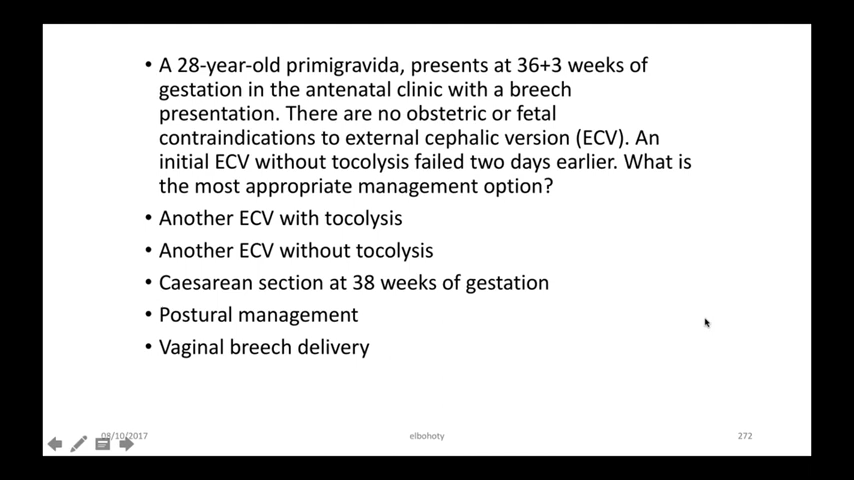 • A 28-year-old primigravida, presents at 36+3 weeks of
gestation in the antenatal clinic with a breech
presentation. There are no obstetric or fetal
contraindications to external cephalic version (ECV). An
initial ECV without tocolysis failed two days earlier. What is
the most appropriate management option?
• Another ECV with tocolysis
• Another ECV without tocolysis
• Caesarean section at 38 weeks of gestation
• Postural management
• Vaginal breech delivery
08/10/2017
elbohoty
272